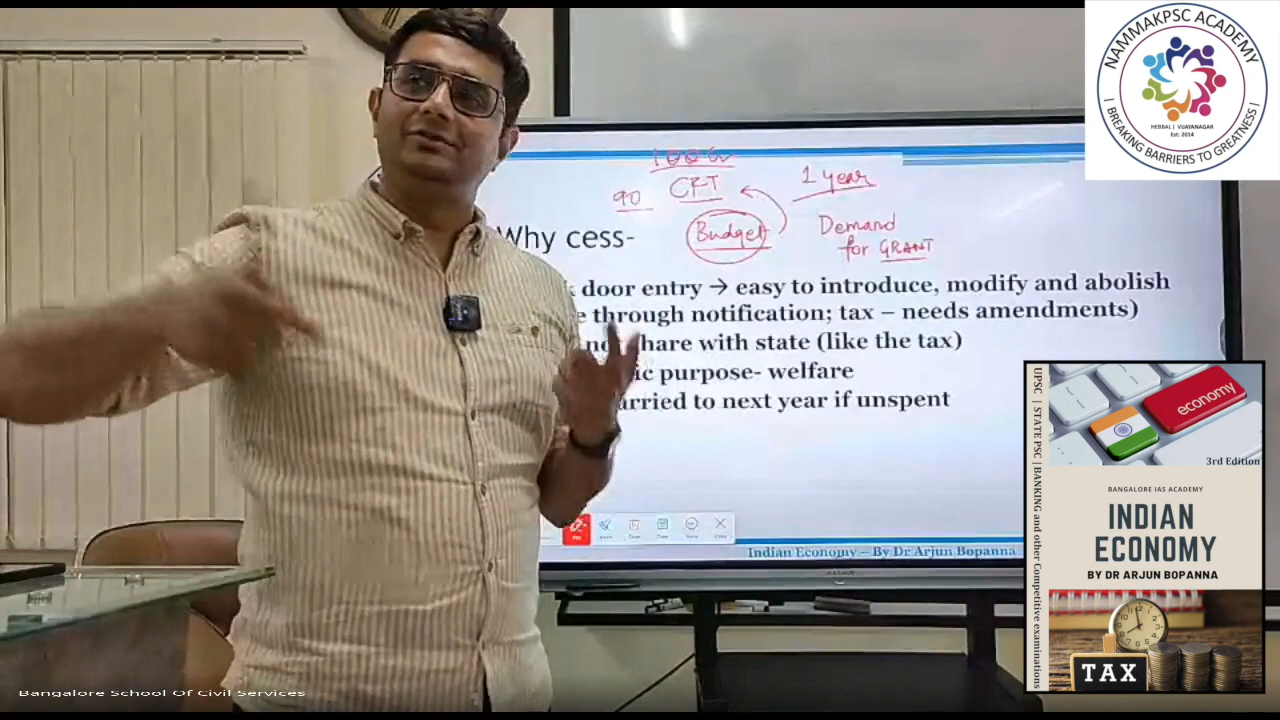 NAMMAKPSC ACADEMY
HEBBAL | VIJAYANAGAR
Est: 2014
| BREAKING BARRIERS TO GREATNESS |
1000
90
CFT
1 year
Budget
Demand
for GRANT
Why cess-
door entry → easy to introduce, modify and abolish
through notification; tax – needs amendments)
share with state (like the tax)
purpose- welfare
arried to next year if unspent
Indian Economy – By Dr Arjun Bopanna
UPSC | STATE PSC | BANKING and other Competitive examinations
economy
3rd Edition
BANGALORE IAS ACADEMY
INDIAN
ECONOMY
BY DR ARJUN BOPANNA
TAX
Bangalore School Of Civil Services